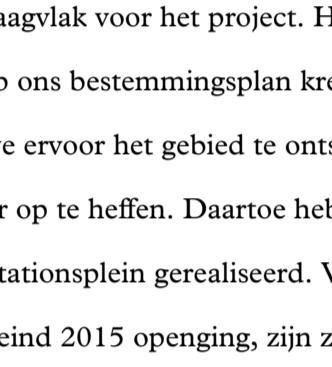 aagvlak voor het project. H
o ons bestemmingsplan kre
e ervoor het gebied te onts
r op te heffen. Daartoe heb
tationsplein gerealiseerd. V
eind 2015 openging, zijn z